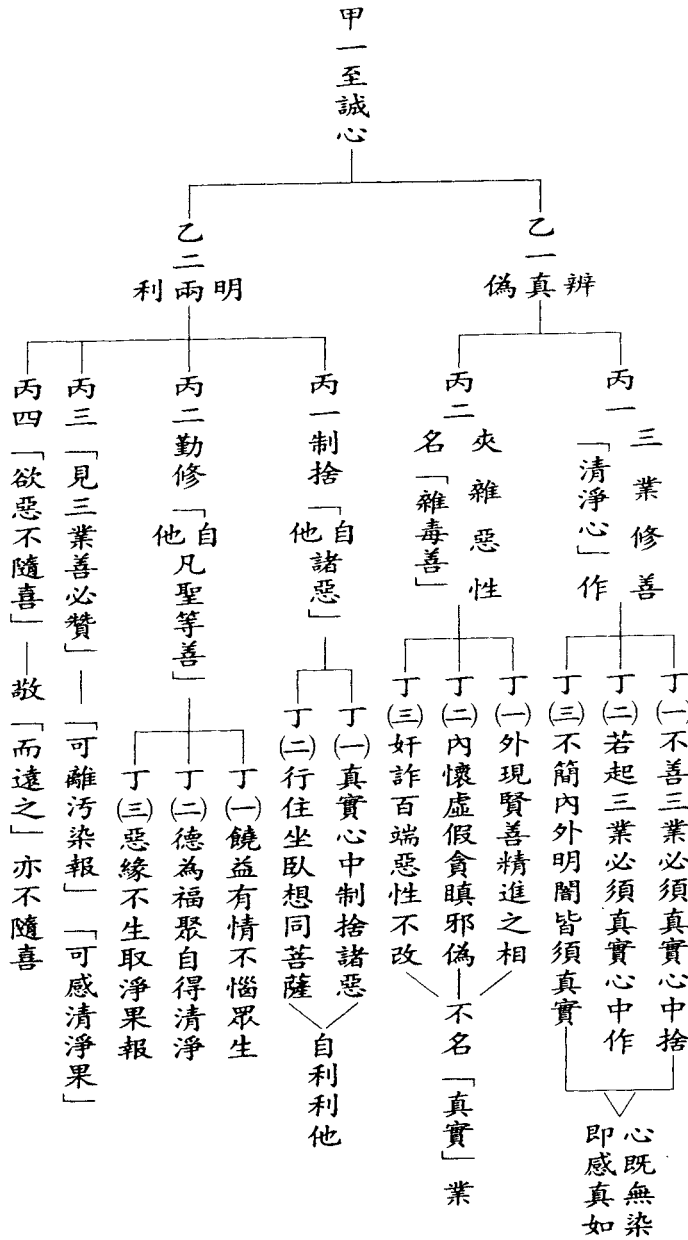 甲一至誠心
乙一
辨真偽
丙一
三業修善
「清淨心」作
丁㈠不善三業必須真實心中捨
丁㈡若起三業必須真實心中作
丁㈢不簡內外明闇皆須真實
心既無染
即感真如
丙二
夾雜惡性
名「雜毒善」
丁㈠外現賢善精進之相
丁㈡內懷虛假貪瞋邪偽
丁㈢奸詐百端惡性不改
不名「真實」業
乙二
明兩利
丙一制捨「自他諸惡」
丁㈠真實心中制捨諸惡
丁㈡行住坐臥想同菩薩
自利利他
丙二勤修「自他凡聖等善」
丁㈠饒益有情不惱眾生
丁㈡德為福聚自得清淨
丁㈢惡緣不生取淨果報
丙三「見三業善必贊」—「可離污染報」「可感清淨果」
丙四「欲惡不隨喜」—敬「而遠之」亦不隨喜